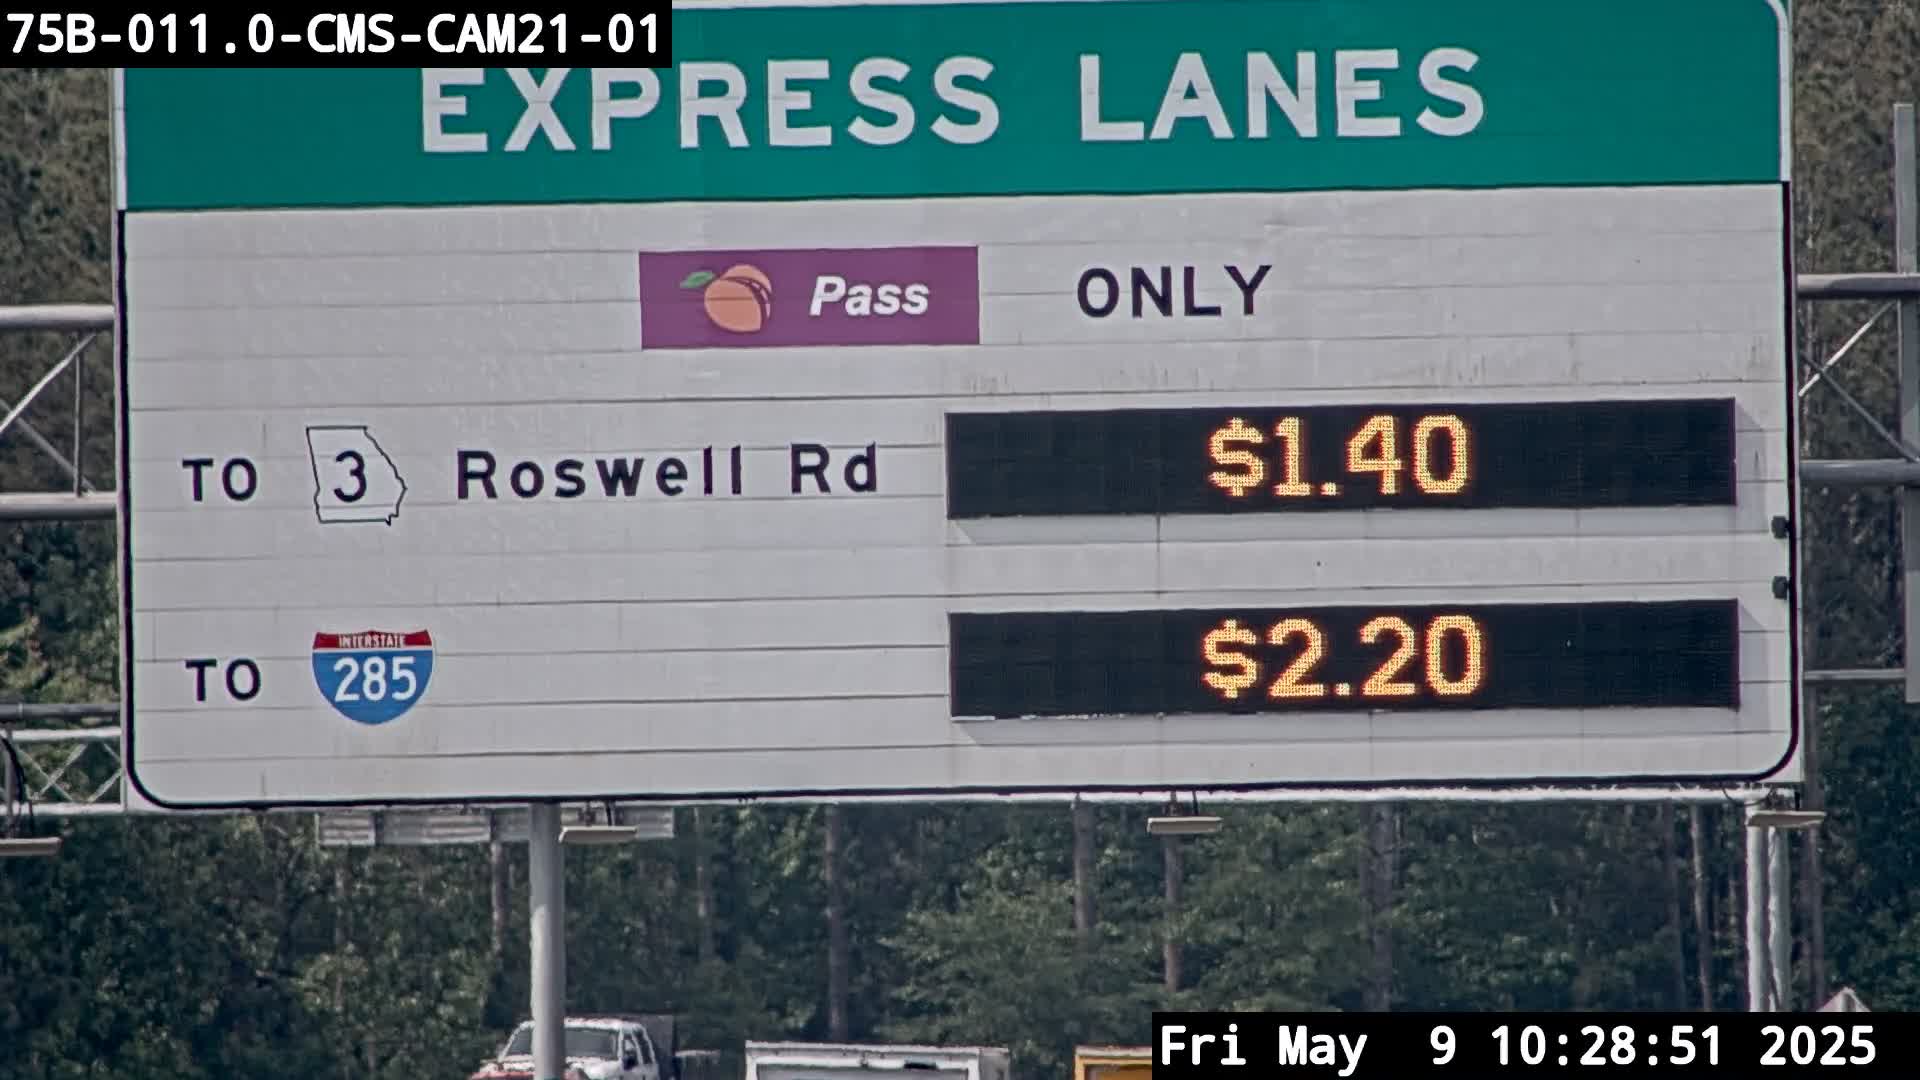 75B-011.0-CMS-CAM21-01
EXPRESS LANES
Pass ONLY
TO 3 Roswell Rd $1.40
TO INTERSTATE 285 $2.20
Fri May 9 10:28:51 2025